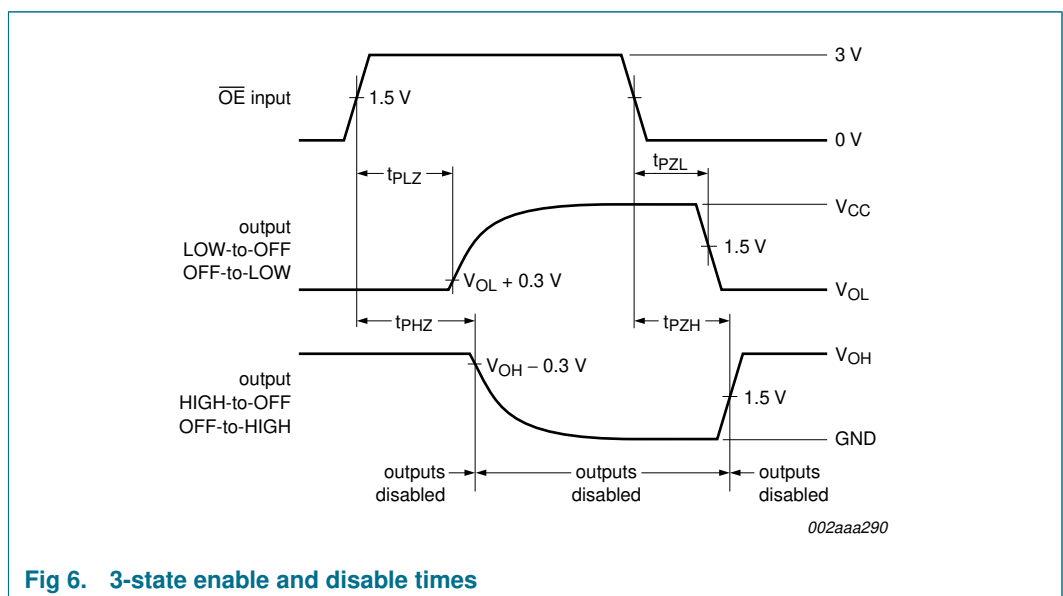 3 V
OE input
1.5 V
0 V
tPLZ
tPZL
VCC
output
LOW-to-OFF
OFF-to-LOW
1.5 V
VOL + 0.3 V
VOL
tPHZ
tPZH
VOH
VOH − 0.3 V
output
HIGH-to-OFF
OFF-to-HIGH
1.5 V
GND
outputs
disabled
outputs
disabled
outputs
disabled
002aaa290
Fig 6. 3-state enable and disable times